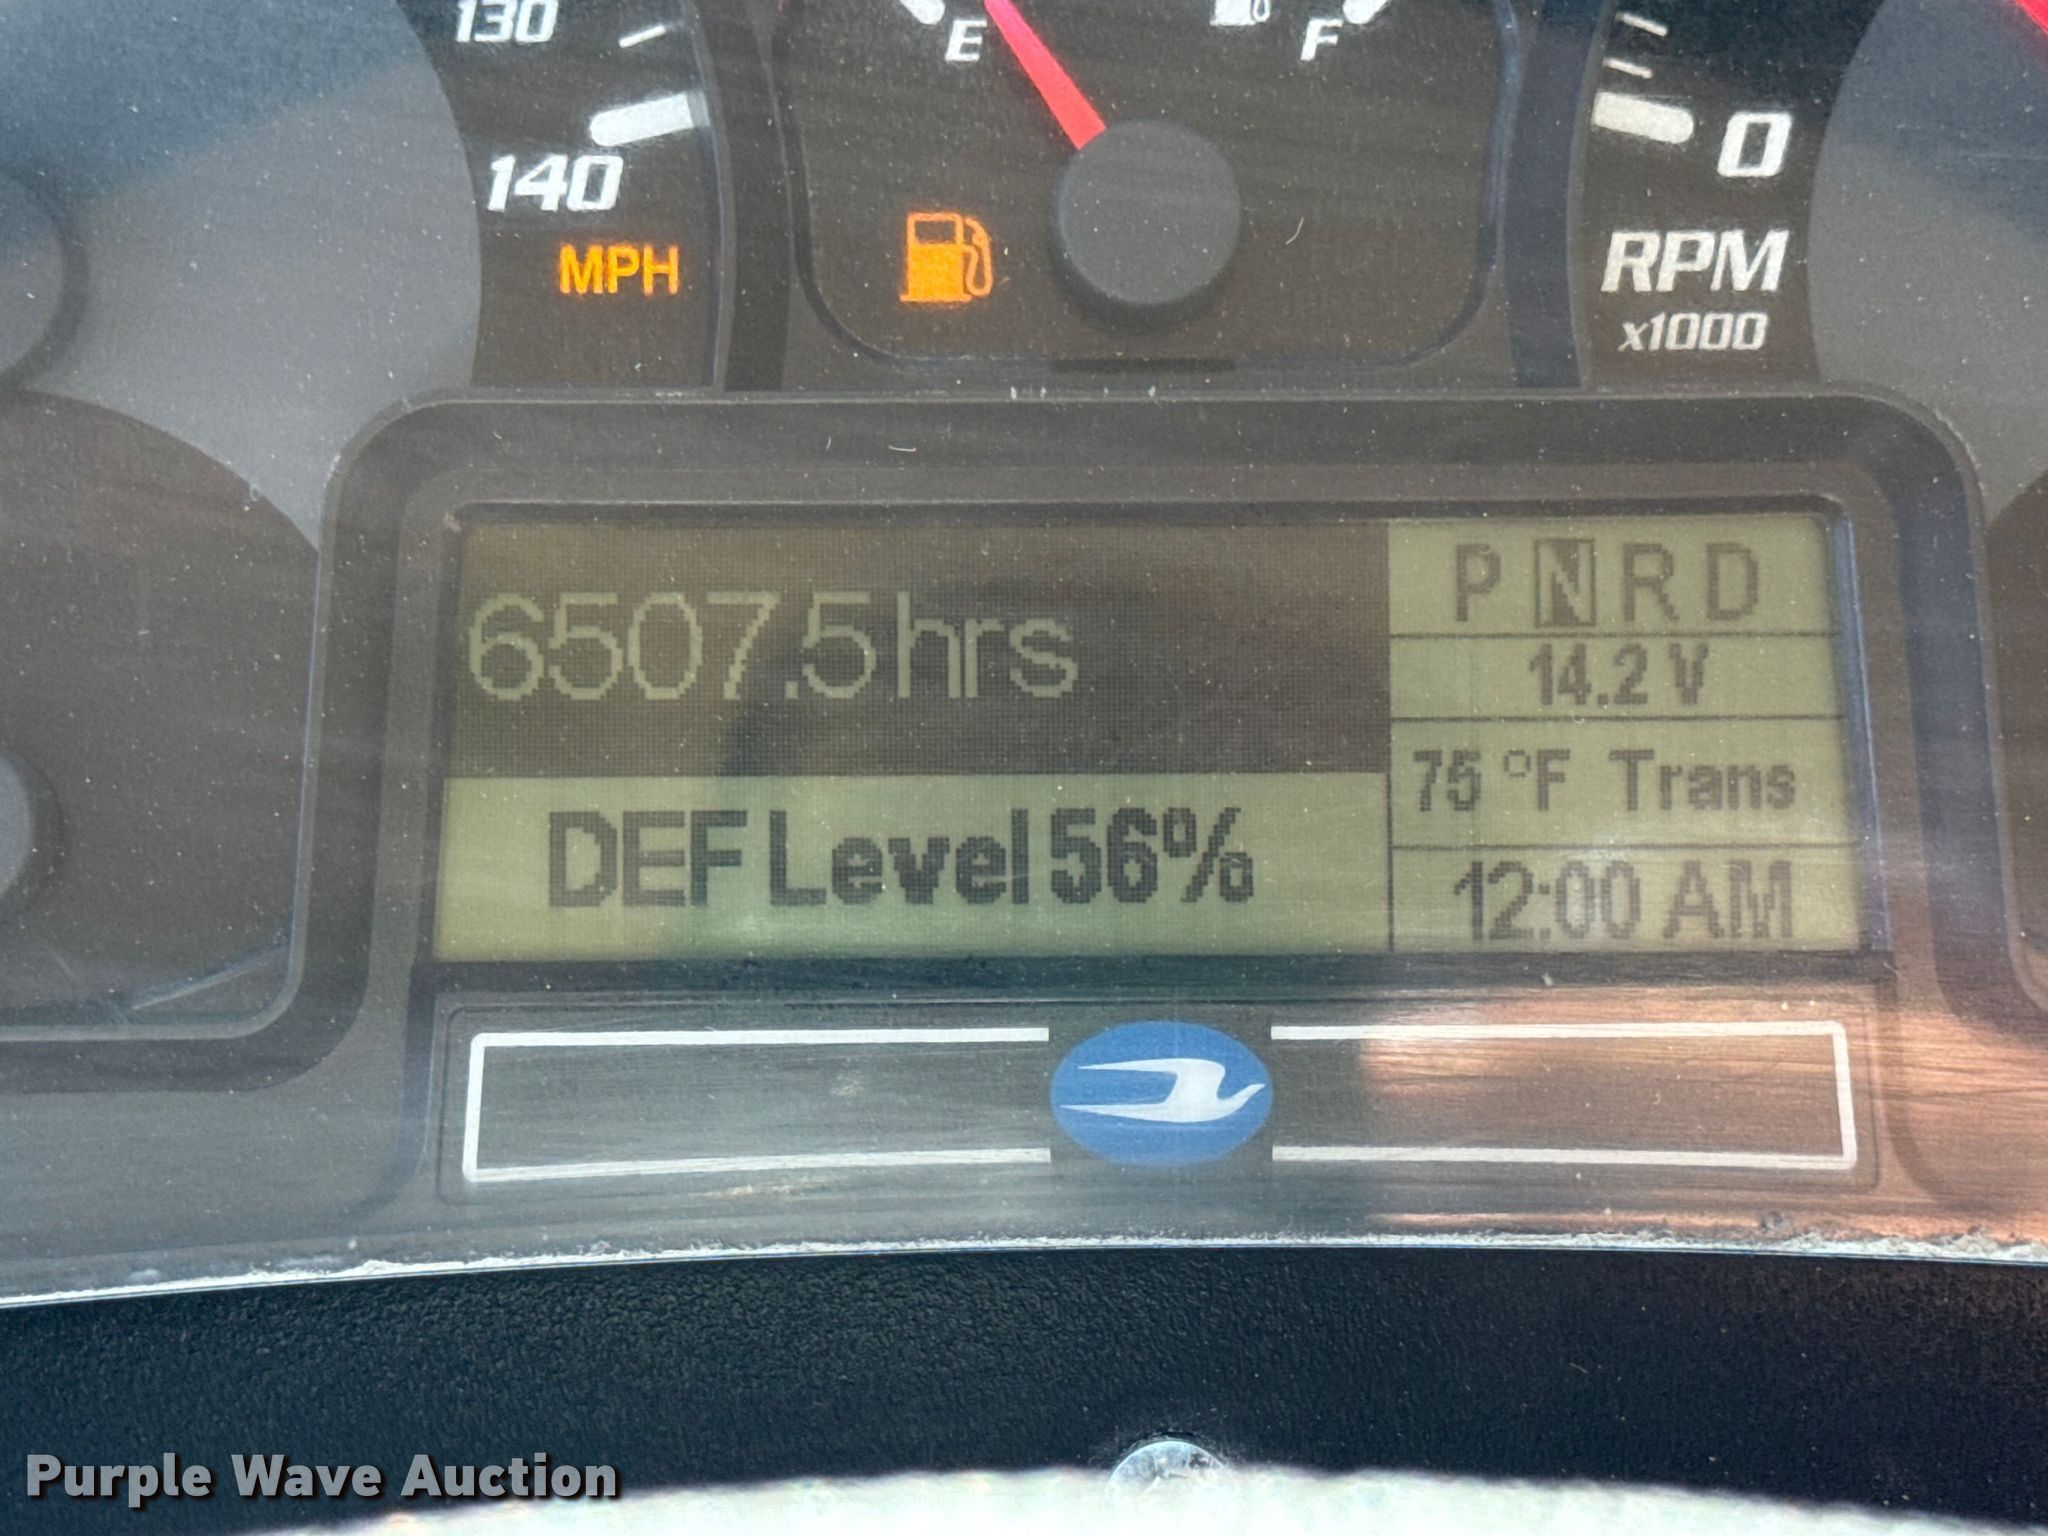 130
E F
140
0
MPH
RPM
x1000
6507.5 hrs
P N R D
14.2 V
75 °F Trans
DEF Level 56%
12:00 AM
Purple Wave Auction